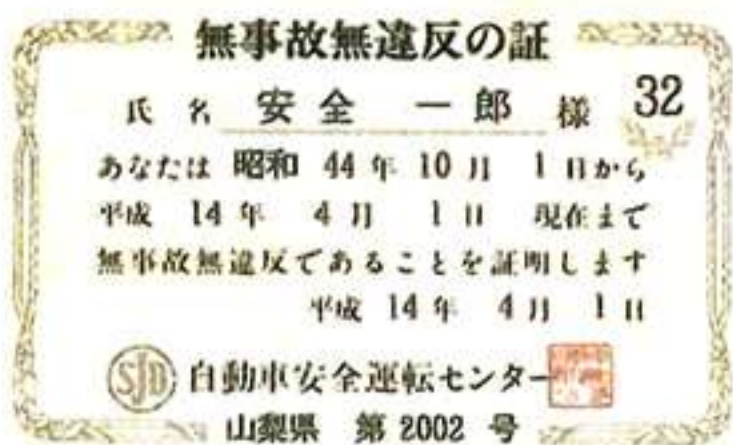 無事故無違反の証
氏名 安全 一郎 様 32
あなたは 昭和 44 年 10 月 1 日から
平成 14 年 4 月 1 日 現在まで
無事故無違反であることを証明します
平成 14 年 4 月 1 日
SJD 自動車安全運転センター
山梨県 第 2002 号